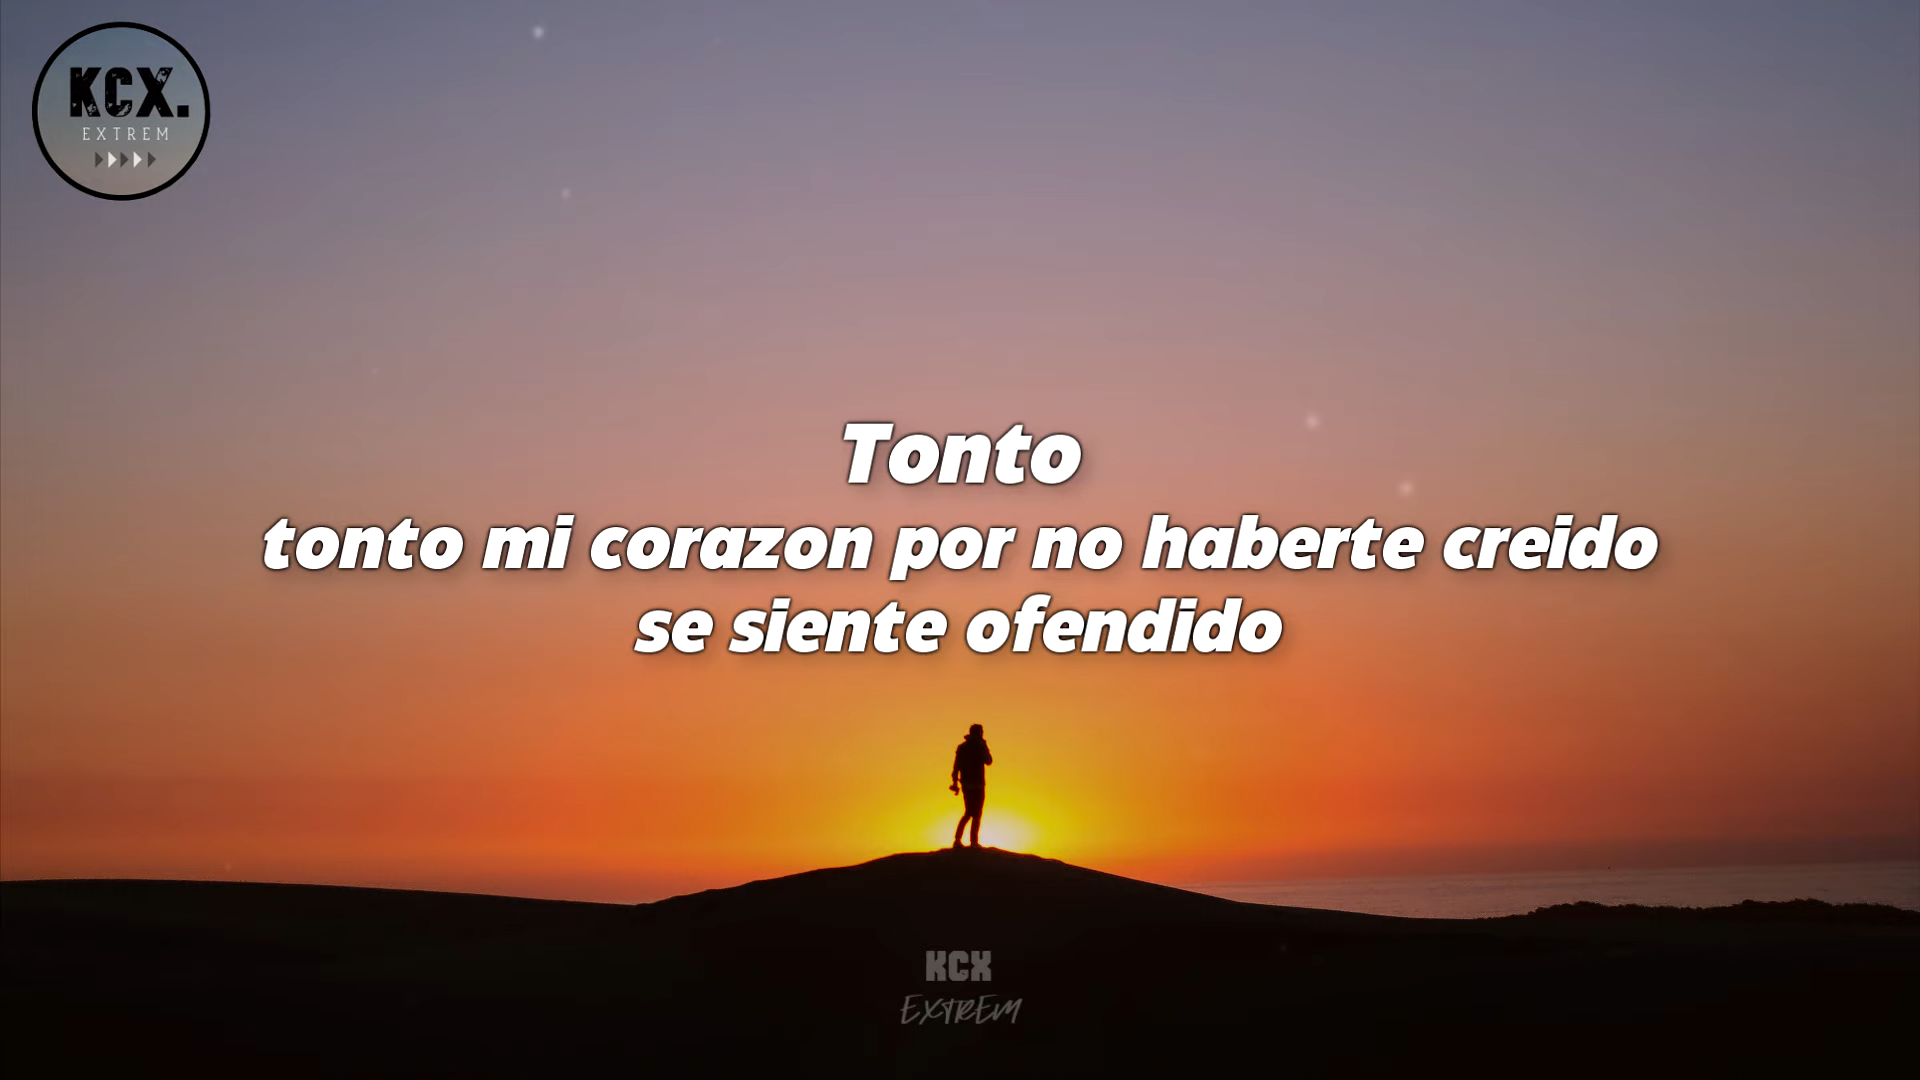 KCX.
EXTREM
Tonto
tonto mi corazon por no haberte creido
se siente ofendido
KCX
EXTREM